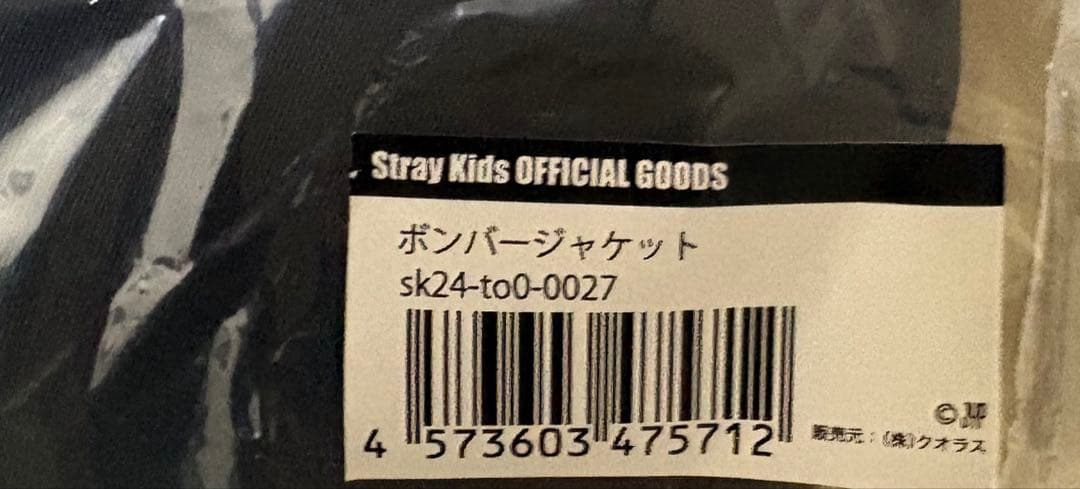 Stray Kids OFFICIAL GOODS
ボンバージャケット
sk24-to0-0027
4 573603 475712
©JYP
販売元：(株)クオラス